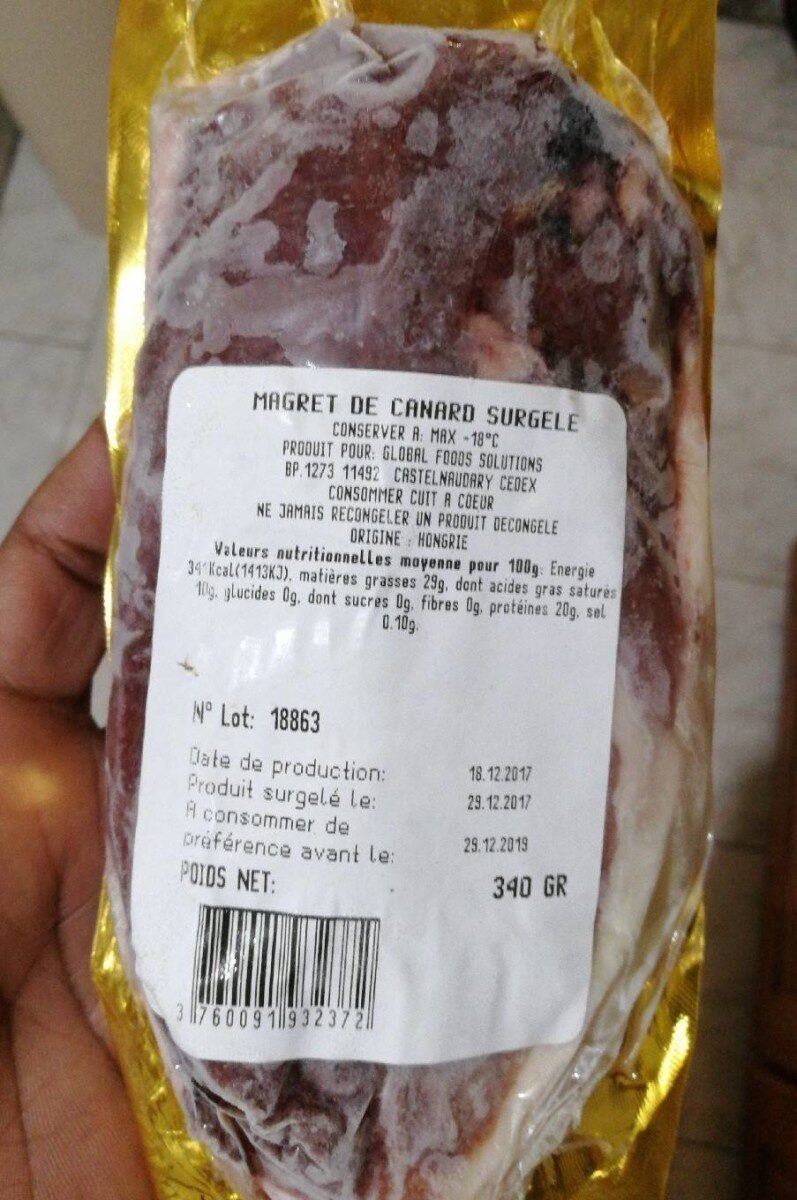 MAGRET DE CANARD SURGELE
CONSERVER A: MAX -18°C
PRODUIT POUR: GLOBAL FOODS SOLUTIONS
BP.1273 11492 CASTELNAUDARY CEDEX
CONSOMMER CUIT A COEUR
NE JAMAIS RECONGELER UN PRODUIT DECONGELE
ORIGINE : HONGRIE
Valeurs nutritionnelles moyenne pour 100g: Energie
(1413KJ), matières grasses 29g, dont acides gras saturés
10g, glucides 0g, dont sucres 0g, fibres 0g, protéines 20g, sel
0.10g.
N° Lot: 18863
Date de production: 18.12.2017
Produit surgelé le: 29.12.2017
A consommer de
préférence avant le: 29.12.2019
POIDS NET: 340 GR
3 760091 932372